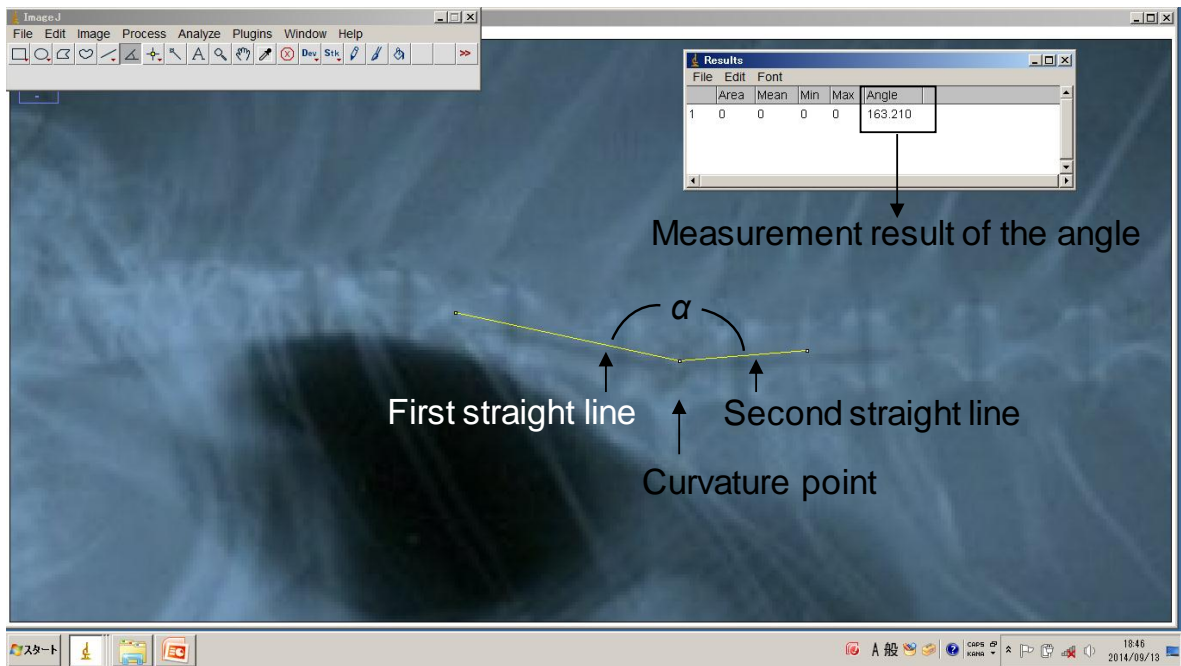 ImageJ
File Edit Image Process Analyze Plugins Window Help
A Dev Stk >>
Results
File Edit Font
Area Mean Min Max Angle
1 0 0 0 0 163.210
Measurement result of the angle
α
First straight line
Second straight line
Curvature point
スタート
A 般 CAPS KANA 18:46
2014/09/13